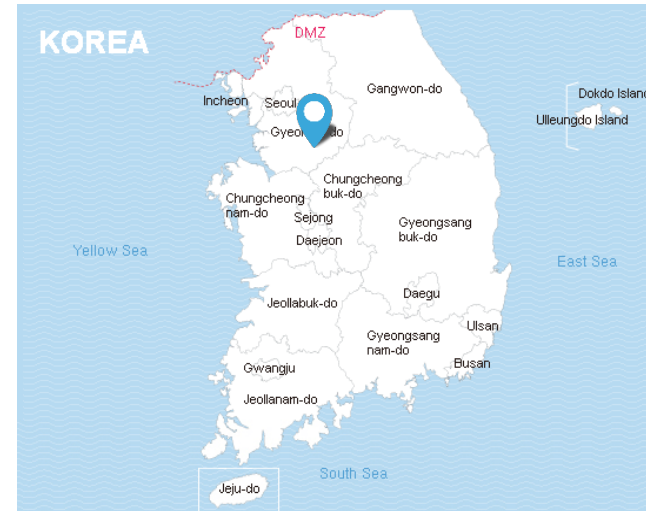 KOREA
DMZ
Gangwon-do
Dokdo Island
Incheon
Seoul
Ulleungdo Island
Gyeon do
Chungcheong
buk-do
Chungcheong
nam-do
Sejong
Gyeongsang
buk-do
Daejeon
Yellow Sea
East Sea
Daegu
Jeollabuk-do
Ulsan
Gyeongsang
nam-do
Busan
Gwangju
Jeollanam-do
South Sea
Jeju-do